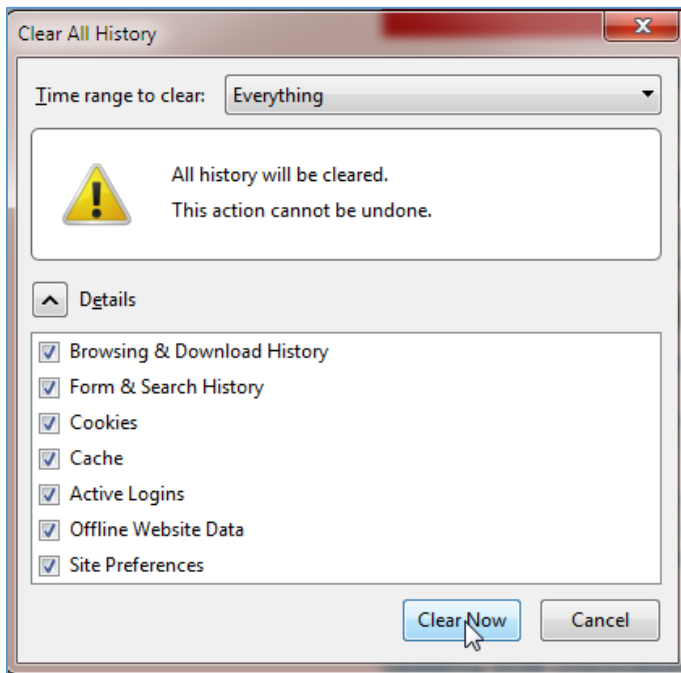 Clear All History
Time range to clear: Everything
All history will be cleared.
This action cannot be undone.
Details
Browsing & Download History
Form & Search History
Cookies
Cache
Active Logins
Offline Website Data
Site Preferences
Clear Now Cancel